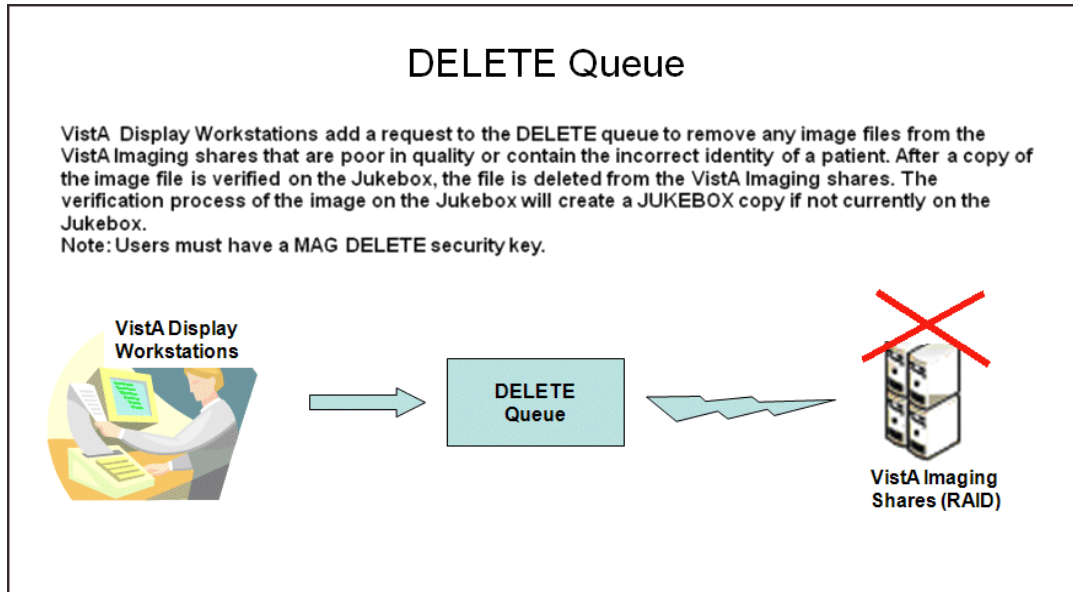 DELETE Queue
VistA Display Workstations add a request to the DELETE queue to remove any image files from the
VistA Imaging shares that are poor in quality or contain the incorrect identity of a patient. After a copy of
the image file is verified on the Jukebox, the file is deleted from the VistA Imaging shares. The
verification process of the image on the Jukebox will create a JUKEBOX copy if not currently on the
Jukebox.
Note: Users must have a MAG DELETE security key.
VistA Display
Workstations
DELETE
Queue
VistA Imaging
Shares (RAID)